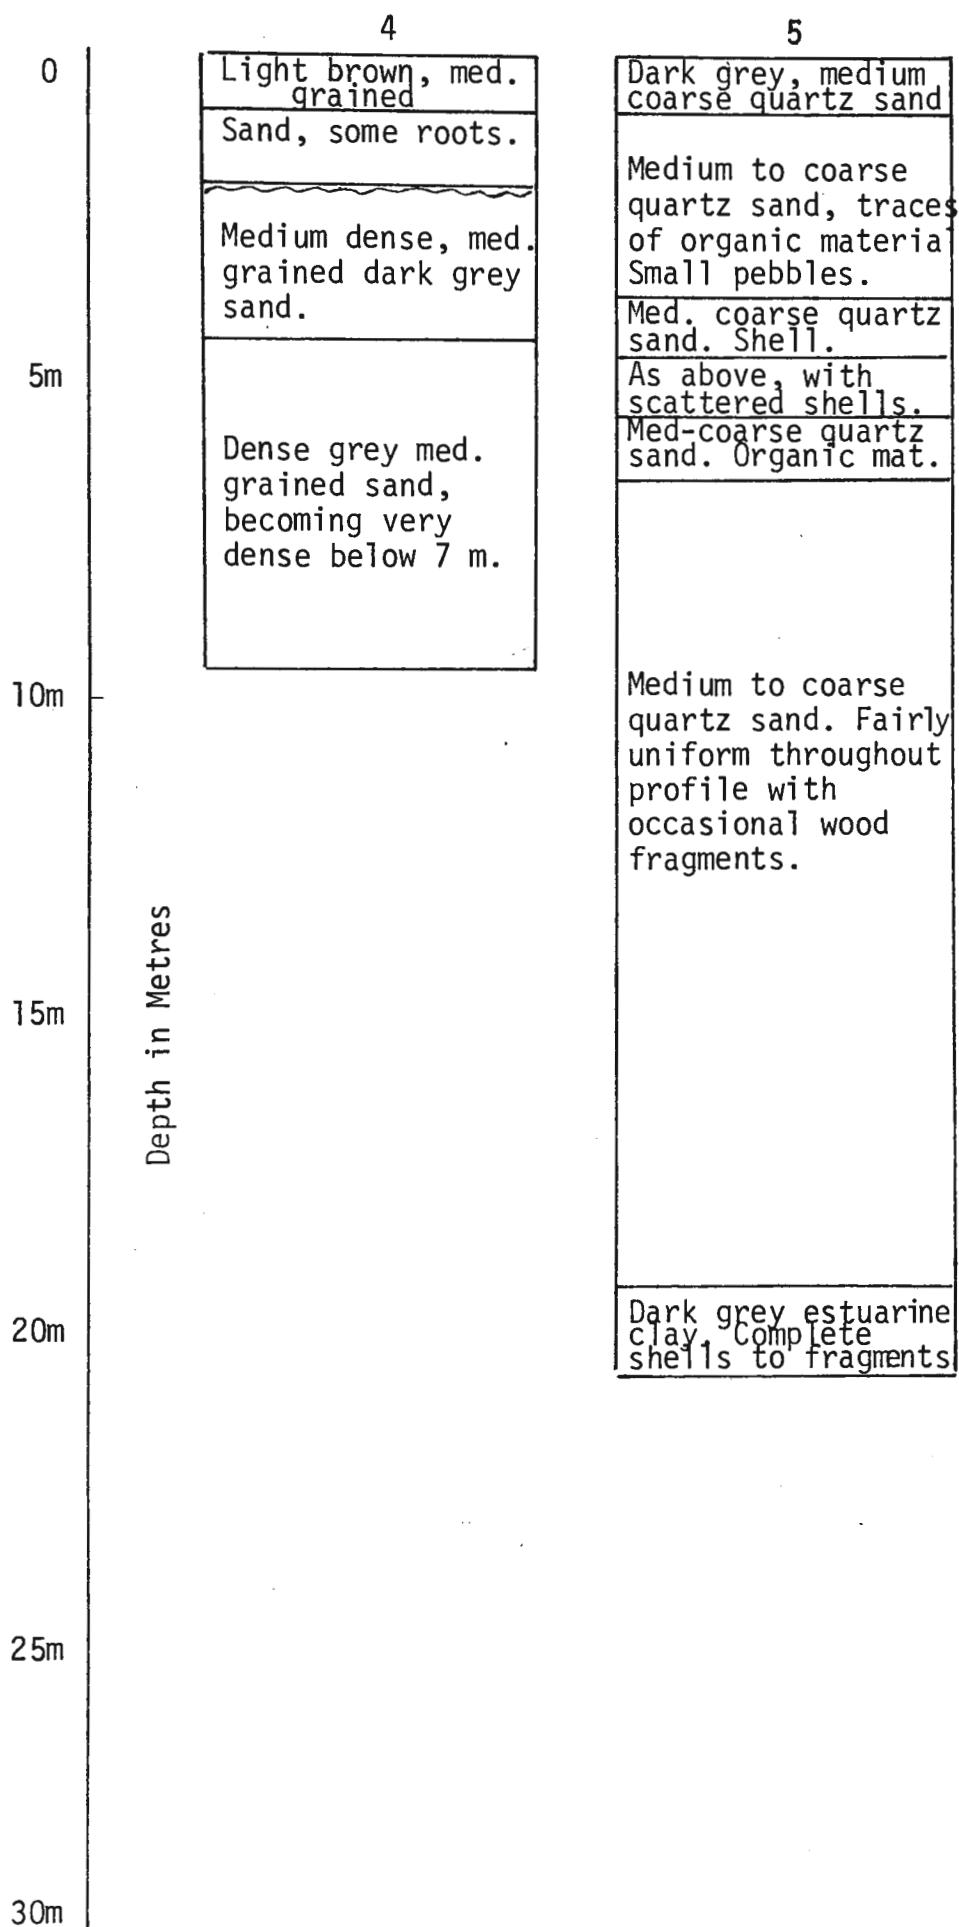 4
5
0
5m
10m
15m
20m
25m
30m
Depth in Metres
Light brown, med.
grained
Sand, some roots.
Medium dense, med.
grained dark grey
sand.
Dense grey med.
grained sand,
becoming very
dense below 7 m.
Dark grey, medium
coarse quartz sand
Medium to coarse
quartz sand, traces
of organic materia
Small pebbles.
Med. coarse quartz
sand. Shell.
As above, with
scattered shells.
Med-coarse quartz
sand. Organic mat.
Medium to coarse
quartz sand. Fairly
uniform throughout
profile with
occasional wood
fragments.
Dark grey estuarine
clay. Complete
shells to fragments